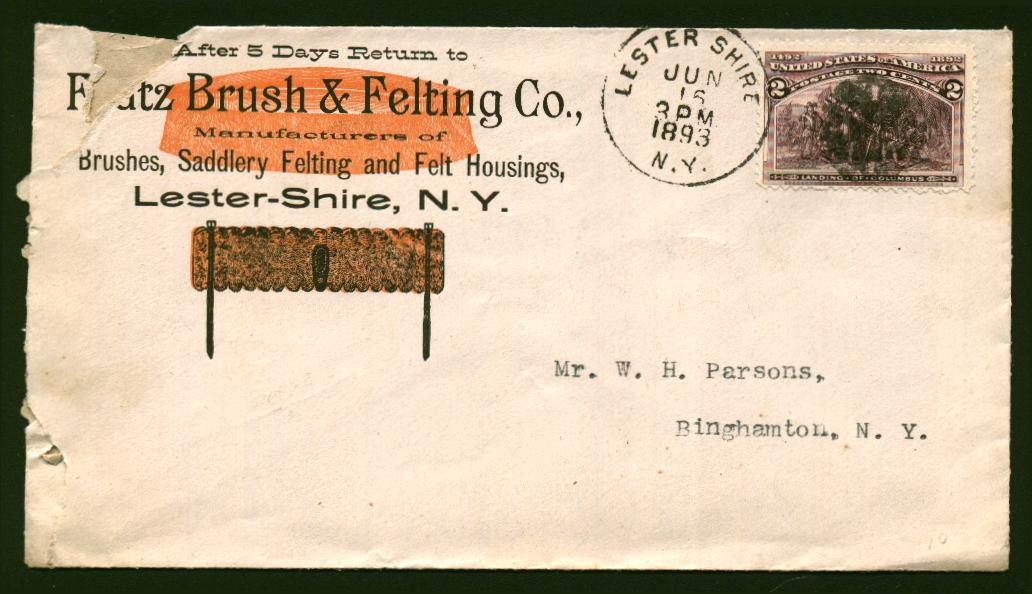 After 5 Days Return to
Brush & Felting Co.,
Manufacturers of
Brushes, Saddlery Felting and Felt Housings,
Lester-Shire, N. Y.
LESTER SHIRE
JUN
3 PM
1893
N.Y.
1492 1892
UNITED STATES OF AMERICA
POSTAGE TWO CENTS
2 2
LANDING OF COLUMBUS
Mr. W. H. Parsons,
Binghamton, N. Y.